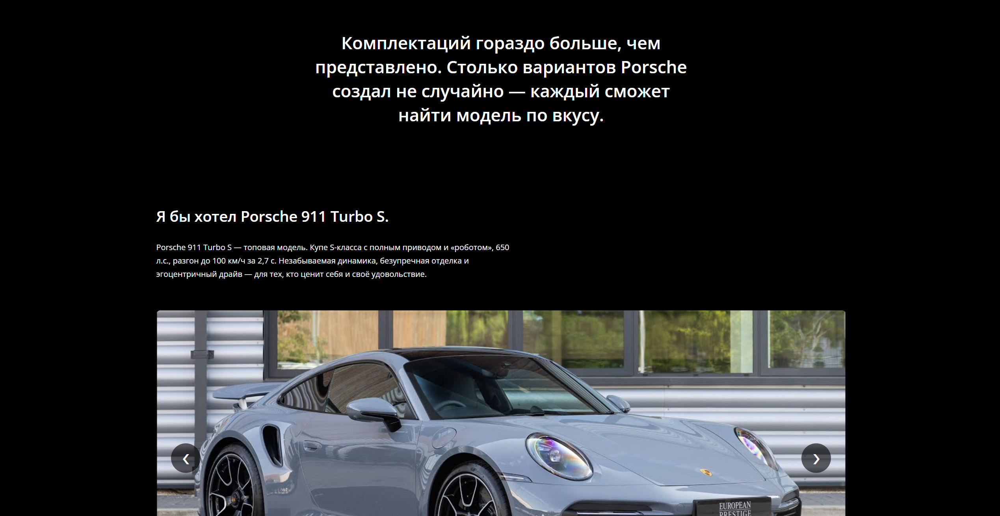 Комплектаций гораздо больше, чем
представлено. Столько вариантов Porsche
создал не случайно — каждый сможет
найти модель по вкусу.
Я бы хотел Porsche 911 Turbo S.
Porsche 911 Turbo S — топовая модель. Купе S-класса с полным приводом и «роботом», 650
л.с., разгон до 100 км/ч за 2,7 с. Незабываемая динамика, безупречная отделка и
эгоцентричный драйв — для тех, кто ценит себя и своё удовольствие.
EUROPEAN
PRESTIGE